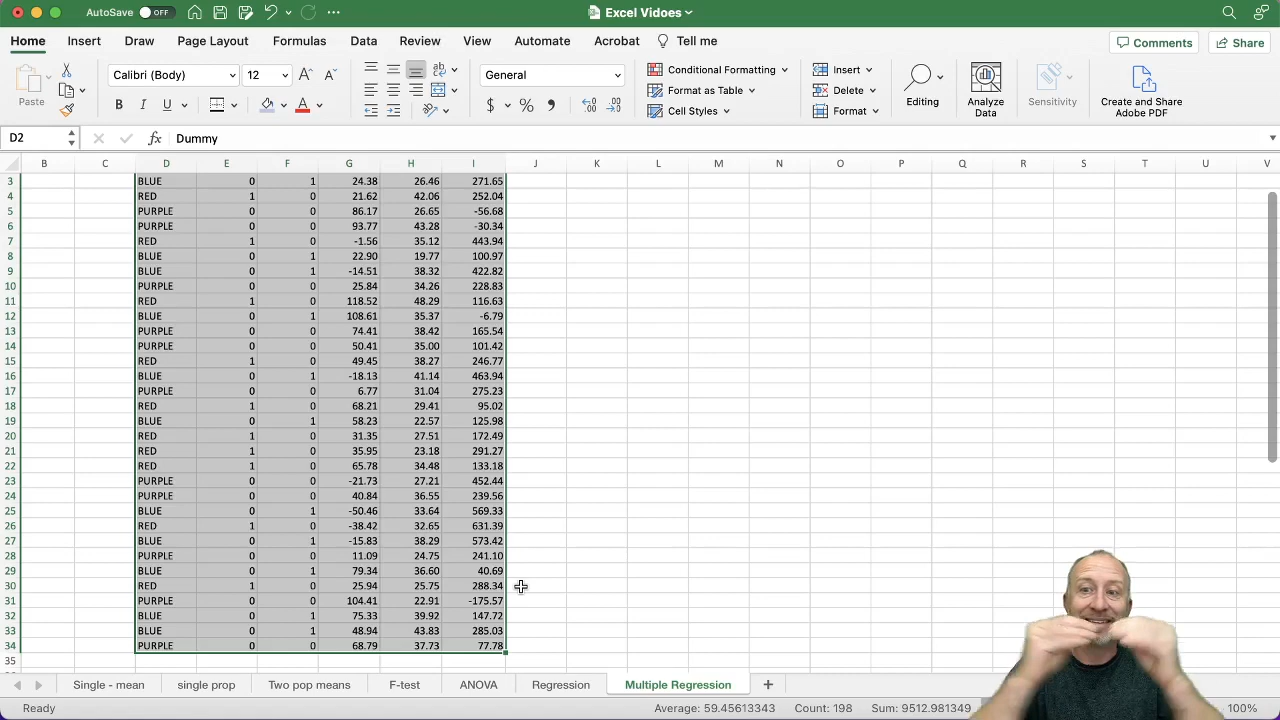 AutoSave OFF Excel Vidoes
Home Insert Draw Page Layout Formulas Data Review View Automate Acrobat Tell me Comments Share
Paste Calibri (Body) 12 General Conditional Formatting Format as Table Cell Styles Insert Delete Format Editing Analyze Data Sensitivity Create and Share Adobe PDF
D2 fx Dummy
B C D E F G H I J K L M N O P Q R S T U V
3 BLUE 0 1 24.38 26.46 271.65
4 RED 1 0 21.62 42.06 252.04
5 PURPLE 0 0 86.17 26.65 -56.68
6 PURPLE 0 0 93.77 43.28 -30.34
7 RED 1 0 -1.56 35.12 443.94
8 BLUE 0 1 22.90 19.77 100.97
9 BLUE 0 1 -14.51 38.32 422.82
10 PURPLE 0 0 25.84 34.26 228.83
11 RED 1 0 118.52 48.29 116.63
12 BLUE 0 1 108.61 35.37 -6.79
13 PURPLE 0 0 74.41 38.42 165.54
14 PURPLE 0 0 50.41 35.00 101.42
15 RED 1 0 49.45 38.27 246.77
16 BLUE 0 1 -18.13 41.14 463.94
17 PURPLE 0 0 6.77 31.04 275.23
18 RED 1 0 68.21 29.41 95.02
19 BLUE 0 1 58.23 22.57 125.98
20 RED 1 0 31.35 27.51 172.49
21 RED 1 0 35.95 23.18 291.27
22 RED 1 0 65.78 34.48 133.18
23 PURPLE 0 0 -21.73 27.21 452.44
24 PURPLE 0 0 40.84 36.55 239.56
25 BLUE 0 1 -50.46 33.64 569.33
26 RED 1 0 -38.42 32.65 631.39
27 BLUE 0 1 -15.83 38.29 573.42
28 PURPLE 0 0 11.09 24.75 241.10
29 BLUE 0 1 79.34 36.60 40.69
30 RED 1 0 25.94 25.75 288.34
31 PURPLE 0 0 104.41 22.91 -175.57
32 BLUE 0 1 75.33 39.92 147.72
33 BLUE 0 1 48.94 43.83 285.03
34 PURPLE 0 0 68.79 37.73 77.78
35
Single - mean single prop Two pop means F-test ANOVA Regression Multiple Regression
Ready Average: 59.45613343 Count: 198 Sum: 9512.981349 100%